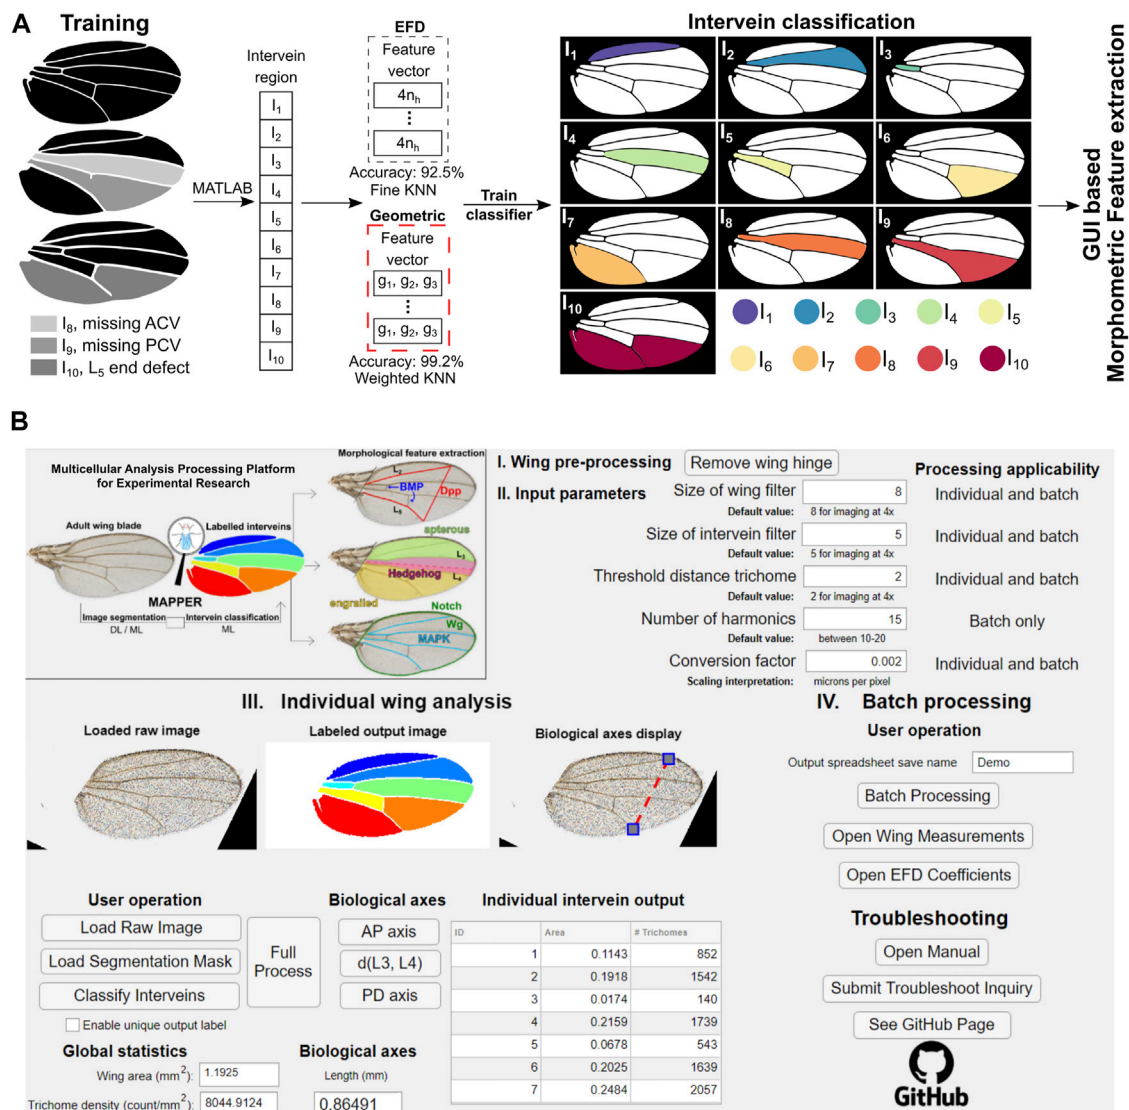 A
Training
I8, missing ACV
I9, missing PCV
I10, L5 end defect
MATLAB
Intervein
region
I1
I2
I3
I4
I5
I6
I7
I8
I9
I10
EFD
Feature
vector
4nh
4nh
Accuracy: 92.5%
Fine KNN
Geometric
Feature
vector
g1, g2, g3
g1, g2, g3
Accuracy: 99.2%
Weighted KNN
Train
classifier
Intervein classification
I1
I2
I3
I4
I5
I6
I7
I8
I9
I10
I1
I2
I3
I4
I5
I6
I7
I8
I9
I10
GUI based
Morphometric Feature extraction
B
Multicellular Analysis Processing Platform
for Experimental Research
Adult wing blade
Labelled interveins
MAPPER
Image segmentation
DL / ML
Intervein classification
ML
Morphological feature extraction
L2
BMP
Dpp
L5
apterous
L3
Hedgehog
L4
engrailed
Notch
Wg
MAPK
I. Wing pre-processing
Remove wing hinge
Processing applicability
II. Input parameters
Size of wing filter
8
Individual and batch
Default value:
8 for imaging at 4x
Size of intervein filter
5
Individual and batch
Default value:
5 for imaging at 4x
Threshold distance trichome
2
Individual and batch
Default value:
2 for imaging at 4x
Number of harmonics
15
Batch only
Default value:
between 10-20
Conversion factor
0.002
Individual and batch
Scaling interpretation:
microns per pixel
III. Individual wing analysis
Loaded raw image
Labeled output image
Biological axes display
IV. Batch processing
User operation
Output spreadsheet save name
Demo
Batch Processing
Open Wing Measurements
Open EFD Coefficients
Troubleshooting
Open Manual
Submit Troubleshoot Inquiry
See GitHub Page
GitHub
User operation
Load Raw Image
Load Segmentation Mask
Classify Interveins
Full
Process
Enable unique output label
Biological axes
AP axis
d(L3, L4)
PD axis
Individual intervein output
ID Area # Trichomes
1 0.1143 852
2 0.1918 1542
3 0.0174 140
4 0.2159 1739
5 0.0678 543
6 0.2025 1639
7 0.2484 2057
Global statistics
Wing area (mm2):
1.1925
Trichome density (count/mm2):
8044.9124
Biological axes
Length (mm)
0.86491